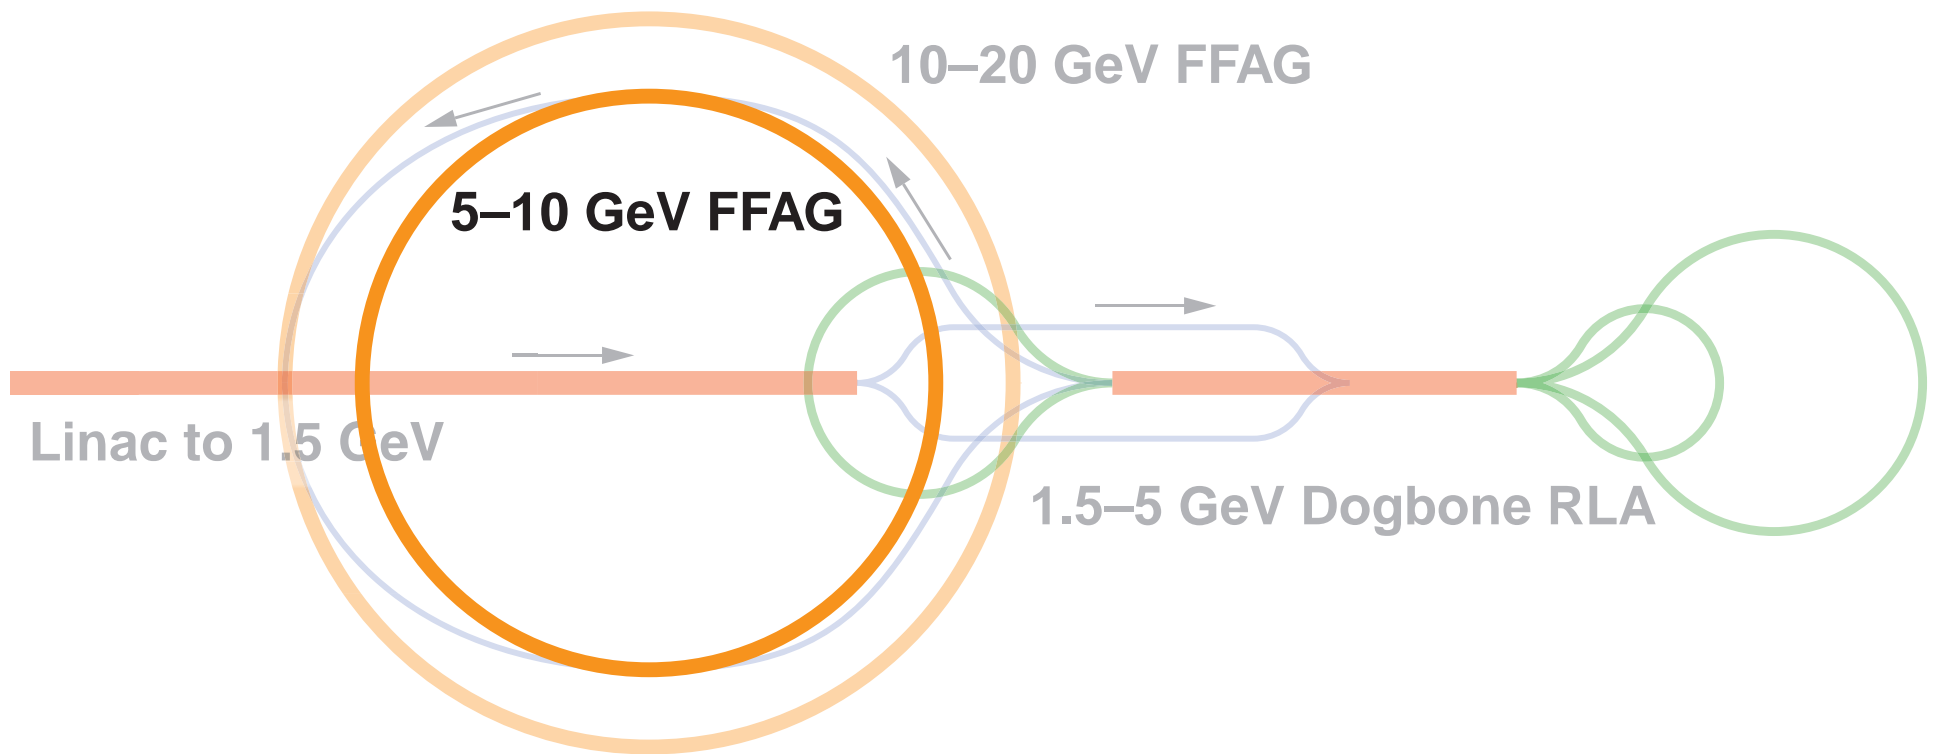 10–20 GeV FFAG
5–10 GeV FFAG
Linac to 1.5 GeV
1.5–5 GeV Dogbone RLA